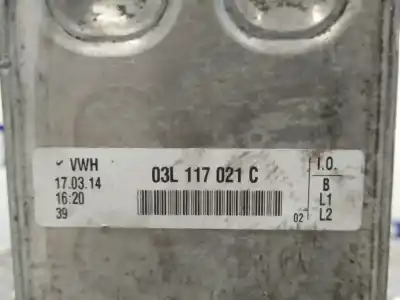 ✓ VWH
17.03.14
16:20
39
03L 117 021 C
02
I.O.
B
L1
L2